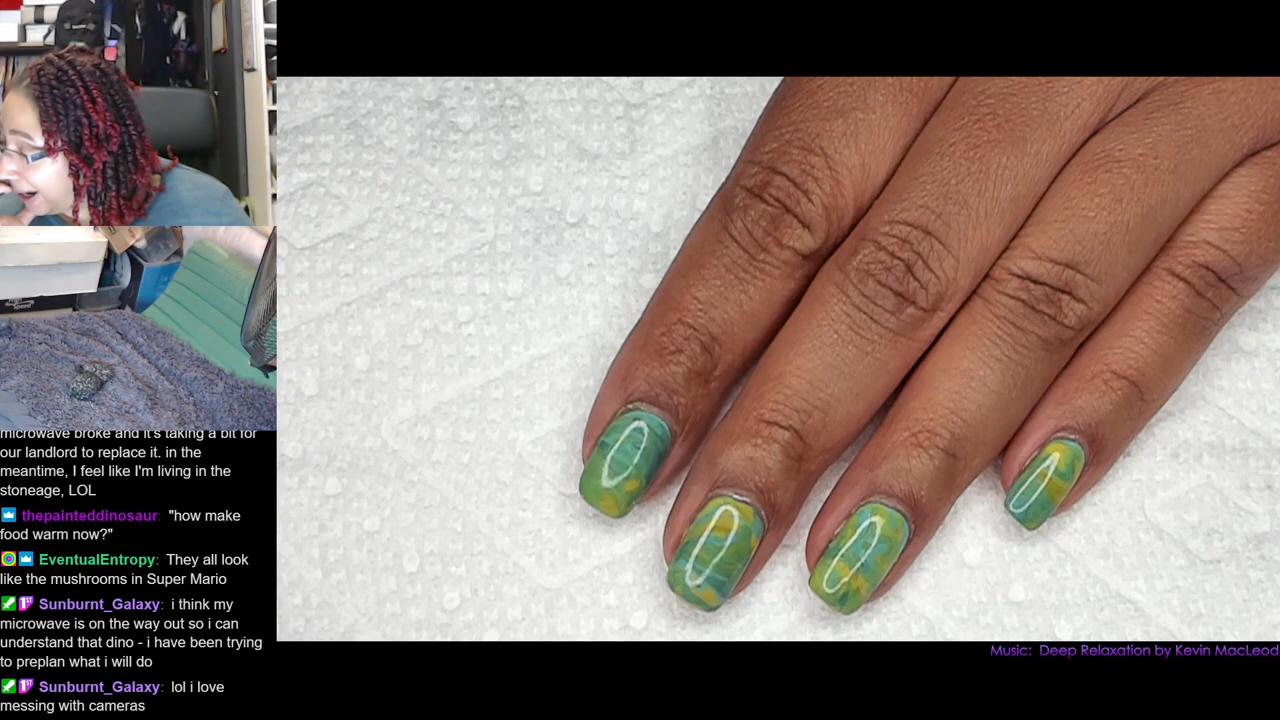 microwave broke and it's taking a bit for
our landlord to replace it. in the
meantime, I feel like I'm living in the
stoneage, LOL
thepainteddinosaur: "how make
food warm now?"
EventualEntropy: They all look
like the mushrooms in Super Mario
Sunburnt_Galaxy: i think my
microwave is on the way out so i can
understand that dino - i have been trying
to preplan what i will do
Sunburnt_Galaxy: lol i love
messing with cameras
Music: Deep Relaxation by Kevin MacLeod